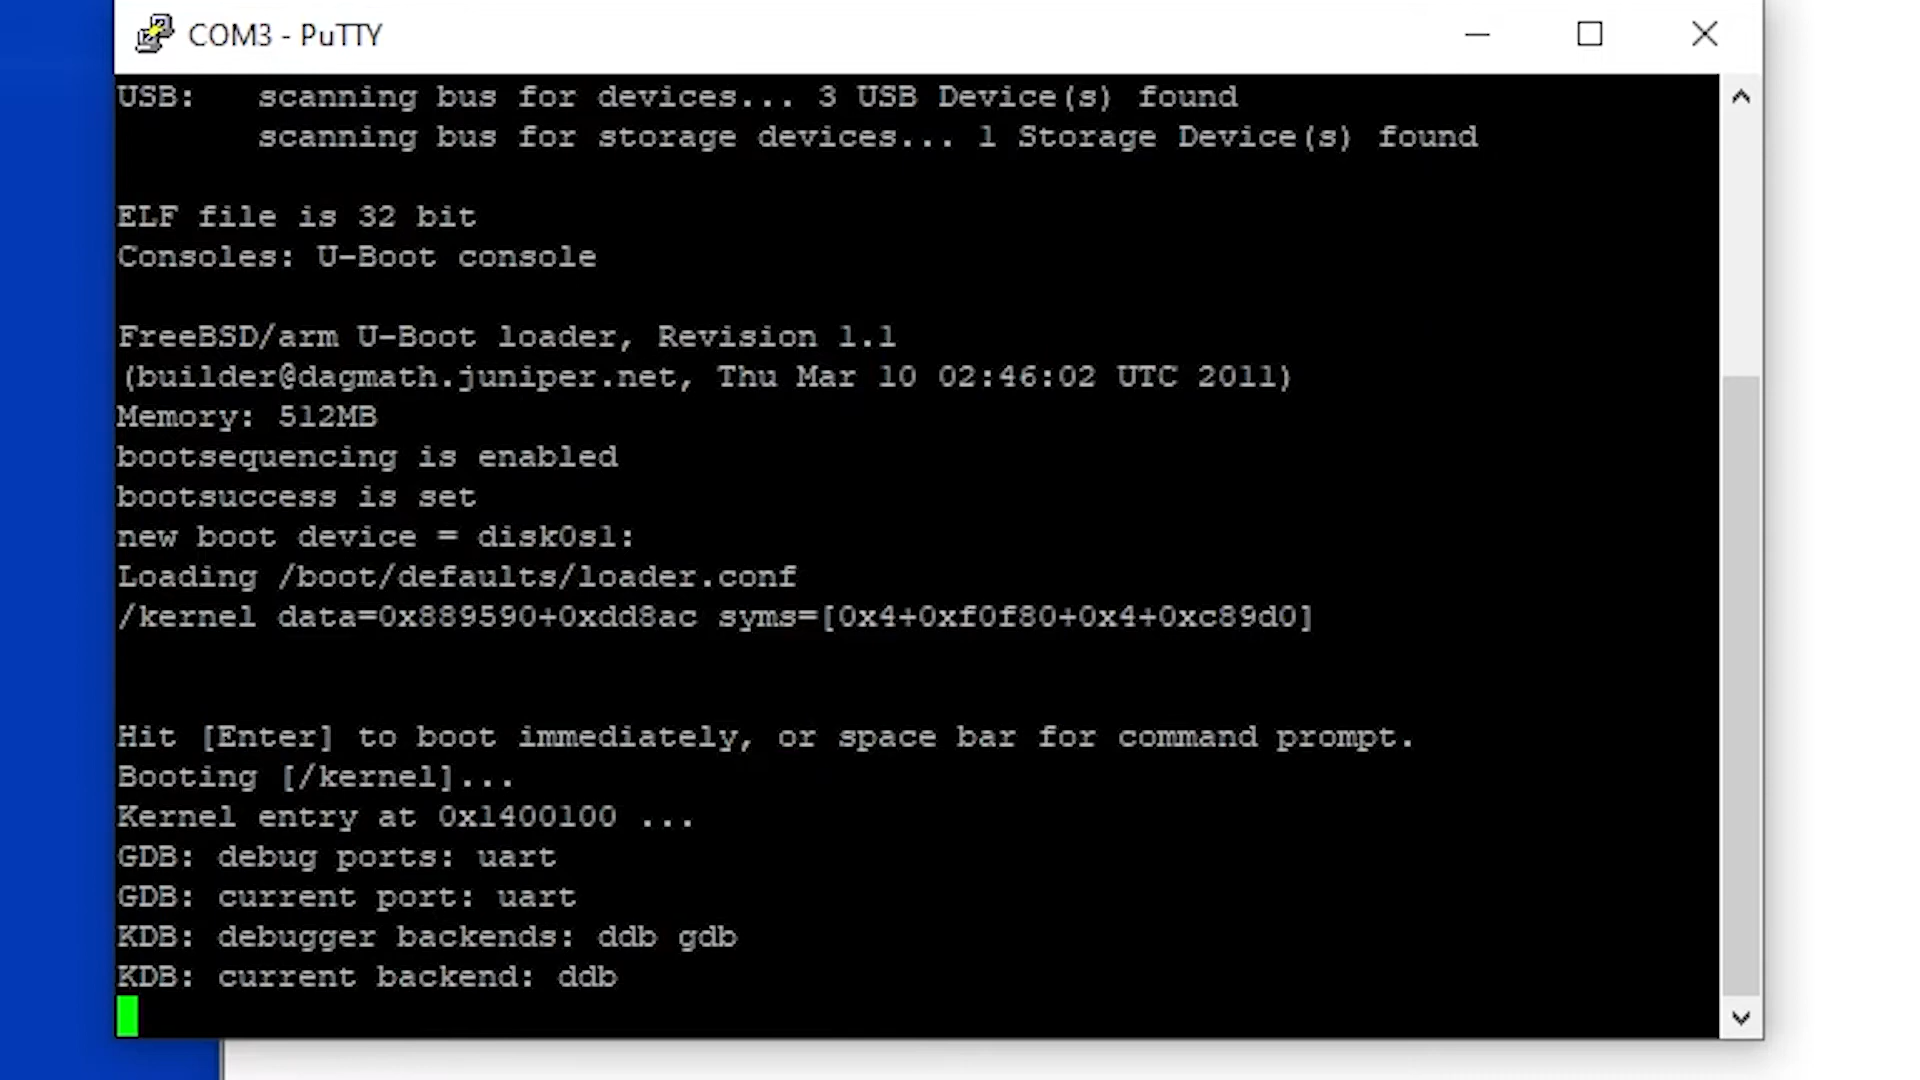 COM3 - PuTTY
USB:   scanning bus for devices... 3 USB Device(s) found
       scanning bus for storage devices... 1 Storage Device(s) found
ELF file is 32 bit
Consoles: U-Boot console
FreeBSD/arm U-Boot loader, Revision 1.1
(builder@dagmath.juniper.net, Thu Mar 10 02:46:02 UTC 2011)
Memory: 512MB
bootsequencing is enabled
bootsuccess is set
new boot device = disk0s1:
Loading /boot/defaults/loader.conf
/kernel data=0x889590+0xdd8ac syms=[0x4+0xf0f80+0x4+0xc89d0]
Hit [Enter] to boot immediately, or space bar for command prompt.
Booting [/kernel]...
Kernel entry at 0x1400100 ...
GDB: debug ports: uart
GDB: current port: uart
KDB: debugger backends: ddb gdb
KDB: current backend: ddb